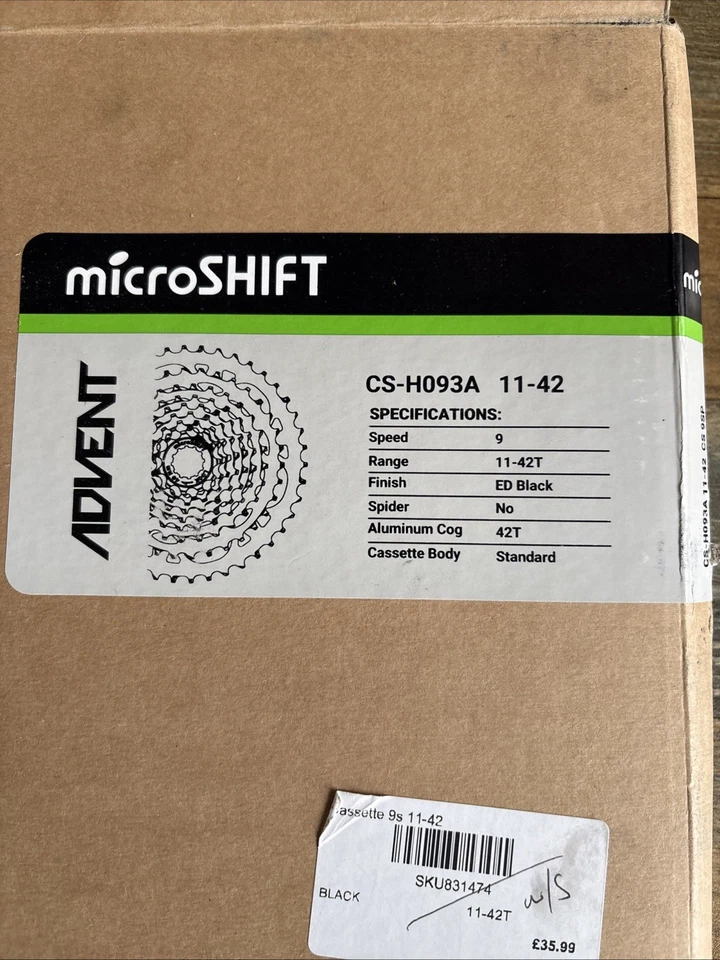 microSHIFT
mic
ADVENT
CS-H093A 11-42
SPECIFICATIONS:
Speed 9
Range 11-42T
Finish ED Black
Spider No
Aluminum Cog 42T
Cassette Body Standard
CS-H093A 11-42 CS 9SP
assette 9s 11-42
SKU831474
BLACK
11-42T
w/S
£35.99